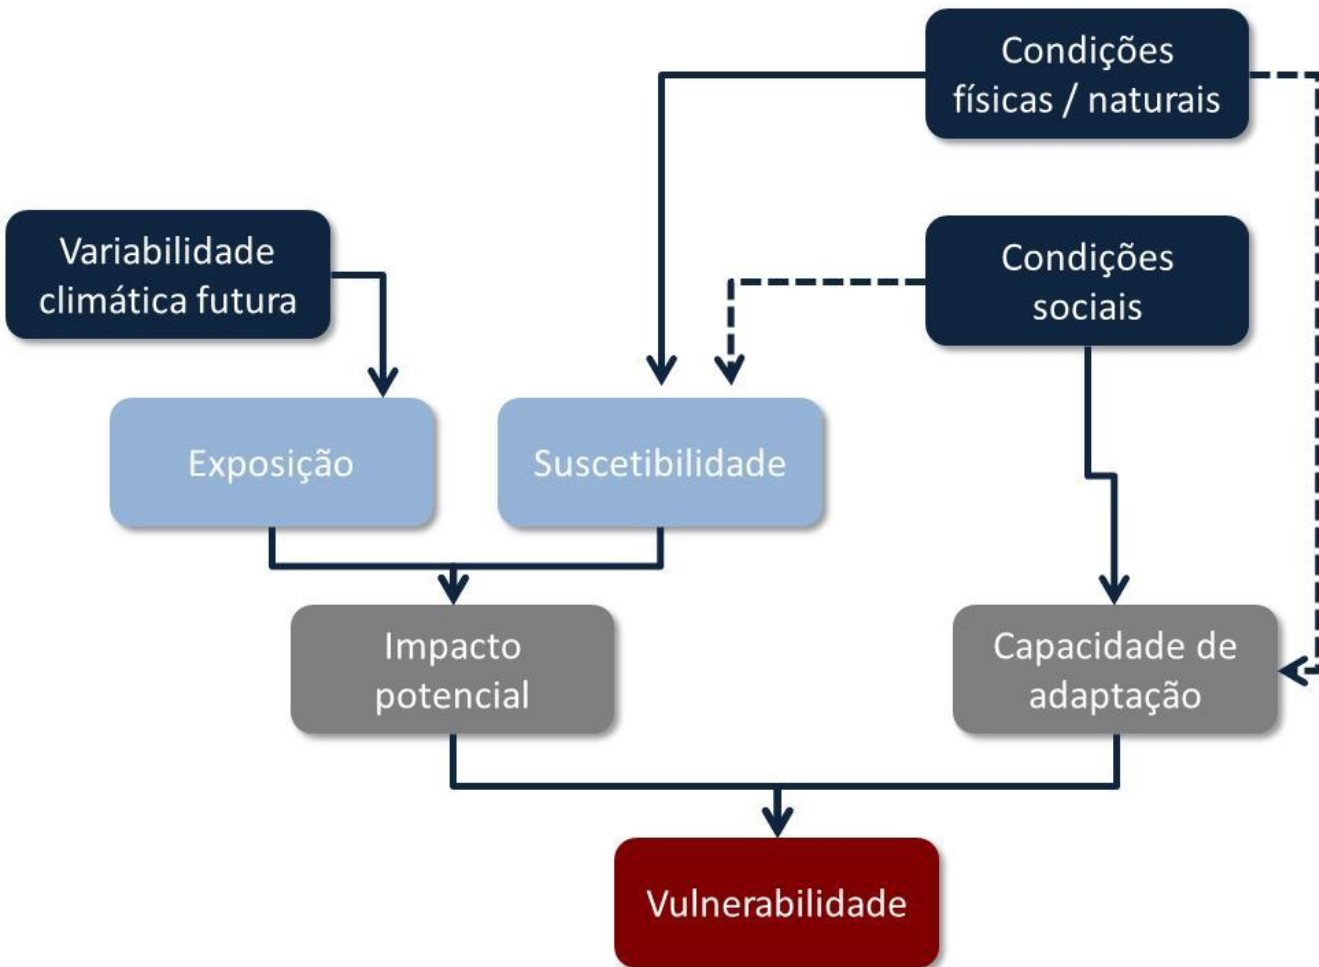 Condições
físicas / naturais
Variabilidade
climática futura
Condições
sociais
Exposição
Suscetibilidade
Impacto
potencial
Capacidade de
adaptação
Vulnerabilidade